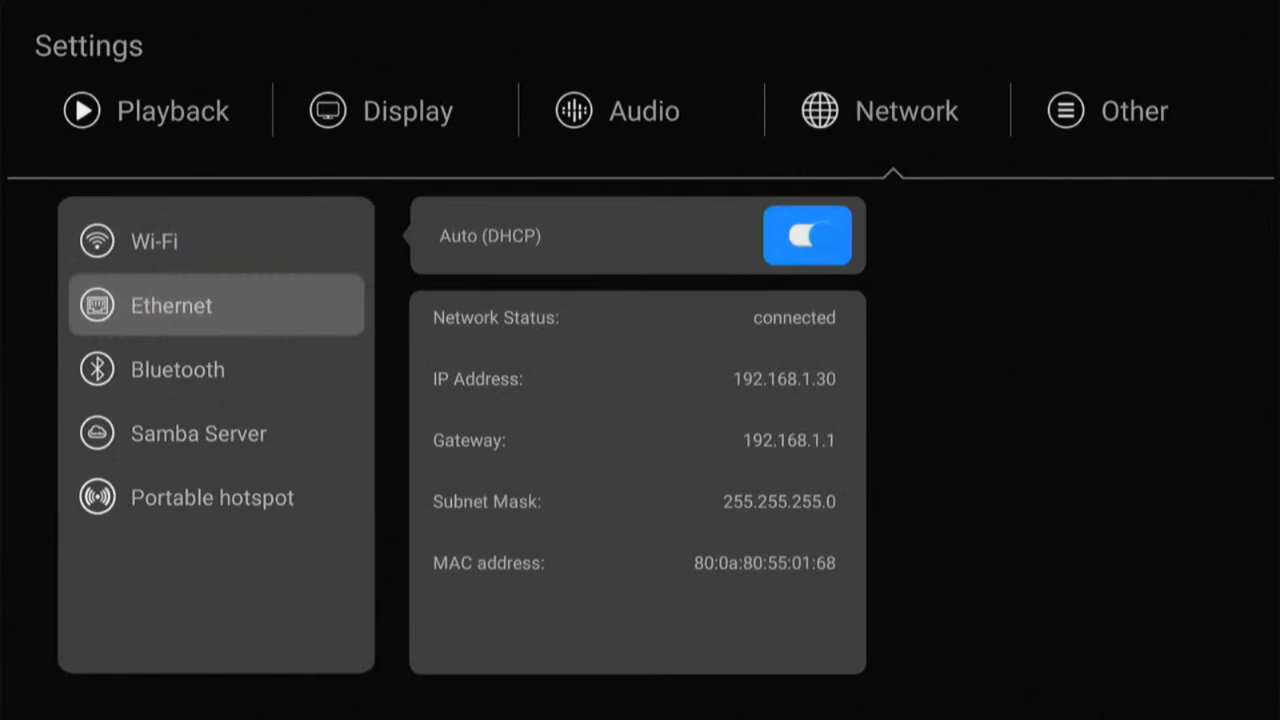 Settings
Playback
Display
Audio
Network
Other
Wi-Fi
Ethernet
Bluetooth
Samba Server
Portable hotspot
Auto (DHCP)
Network Status: connected
IP Address: 192.168.1.30
Gateway: 192.168.1.1
Subnet Mask: 255.255.255.0
MAC address: 80:0a:80:55:01:68